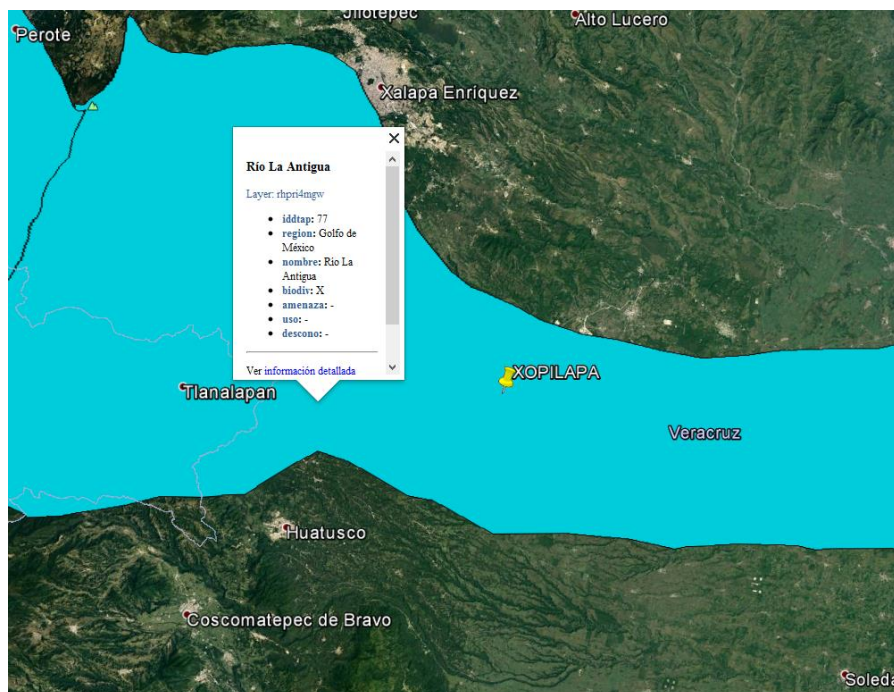 Jilotepec
Alto Lucero
Perote
Xalapa Enríquez
Río La Antigua
Layer: rhpri4mgw
iddtap: 77
region: Golfo de
México
nombre: Río La
Antigua
biodiv: X
amenaza: -
uso: -
descono: -
Ver información detallada
Tlanalapan
XOPILAPA
Veracruz
Huatusco
Coscomatepec de Bravo
Soleda